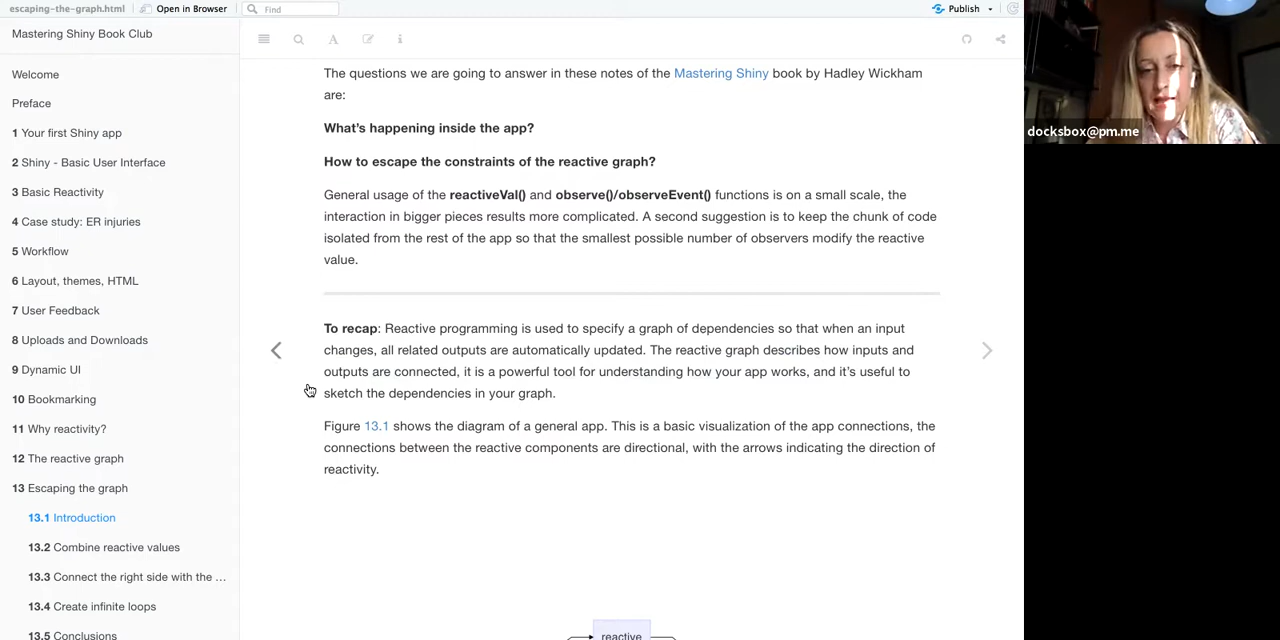 escaping-the-graph.html
Open in Browser
Find
Publish
Mastering Shiny Book Club
Welcome
Preface
1 Your first Shiny app
2 Shiny - Basic User Interface
3 Basic Reactivity
4 Case study: ER injuries
5 Workflow
6 Layout, themes, HTML
7 User Feedback
8 Uploads and Downloads
9 Dynamic UI
10 Bookmarking
11 Why reactivity?
12 The reactive graph
13 Escaping the graph
13.1 Introduction
13.2 Combine reactive values
13.3 Connect the right side with the ...
13.4 Create infinite loops
13.5 Conclusions
A
i
The questions we are going to answer in these notes of the Mastering Shiny book by Hadley Wickham
are:
What's happening inside the app?
How to escape the constraints of the reactive graph?
General usage of the reactiveVal() and observe()/observeEvent() functions is on a small scale, the
interaction in bigger pieces results more complicated. A second suggestion is to keep the chunk of code
isolated from the rest of the app so that the smallest possible number of observers modify the reactive
value.
To recap: Reactive programming is used to specify a graph of dependencies so that when an input
changes, all related outputs are automatically updated. The reactive graph describes how inputs and
outputs are connected, it is a powerful tool for understanding how your app works, and it's useful to
sketch the dependencies in your graph.
Figure 13.1 shows the diagram of a general app. This is a basic visualization of the app connections, the
connections between the reactive components are directional, with the arrows indicating the direction of
reactivity.
reactive
docksbox@pm.me